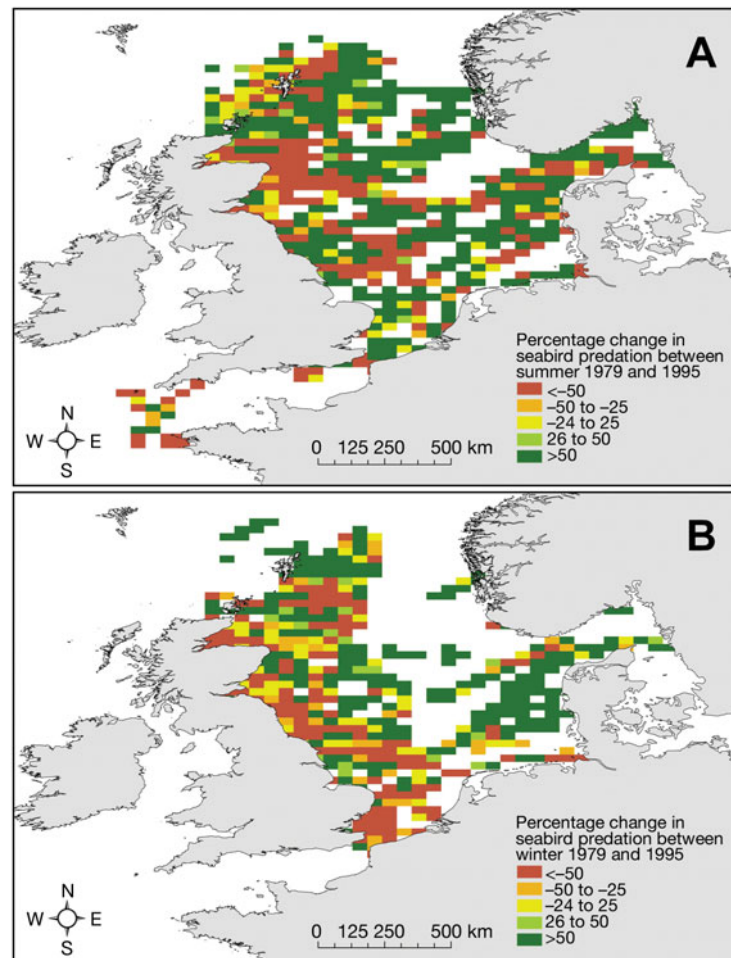 A
Percentage change in
seabird predation between
summer 1979 and 1995
<–50
–50 to –25
–24 to 25
26 to 50
>50
N
W E
S
0 125 250 500 km
B
Percentage change in
seabird predation between
winter 1979 and 1995
<–50
–50 to –25
–24 to 25
26 to 50
>50
N
W E
S
0 125 250 500 km